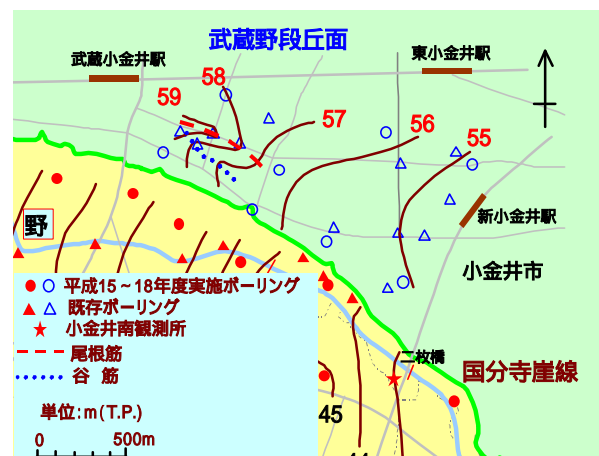 武蔵野段丘面
武蔵小金井駅
東小金井駅
58
59
57
56
55
新小金井駅
野
小金井市
平成15～18年度実施ボーリング
既存ボーリング
小金井南観測所
尾根筋
谷筋
二枚橋
国分寺崖線
単位:m(T.P.)
45
0 500m